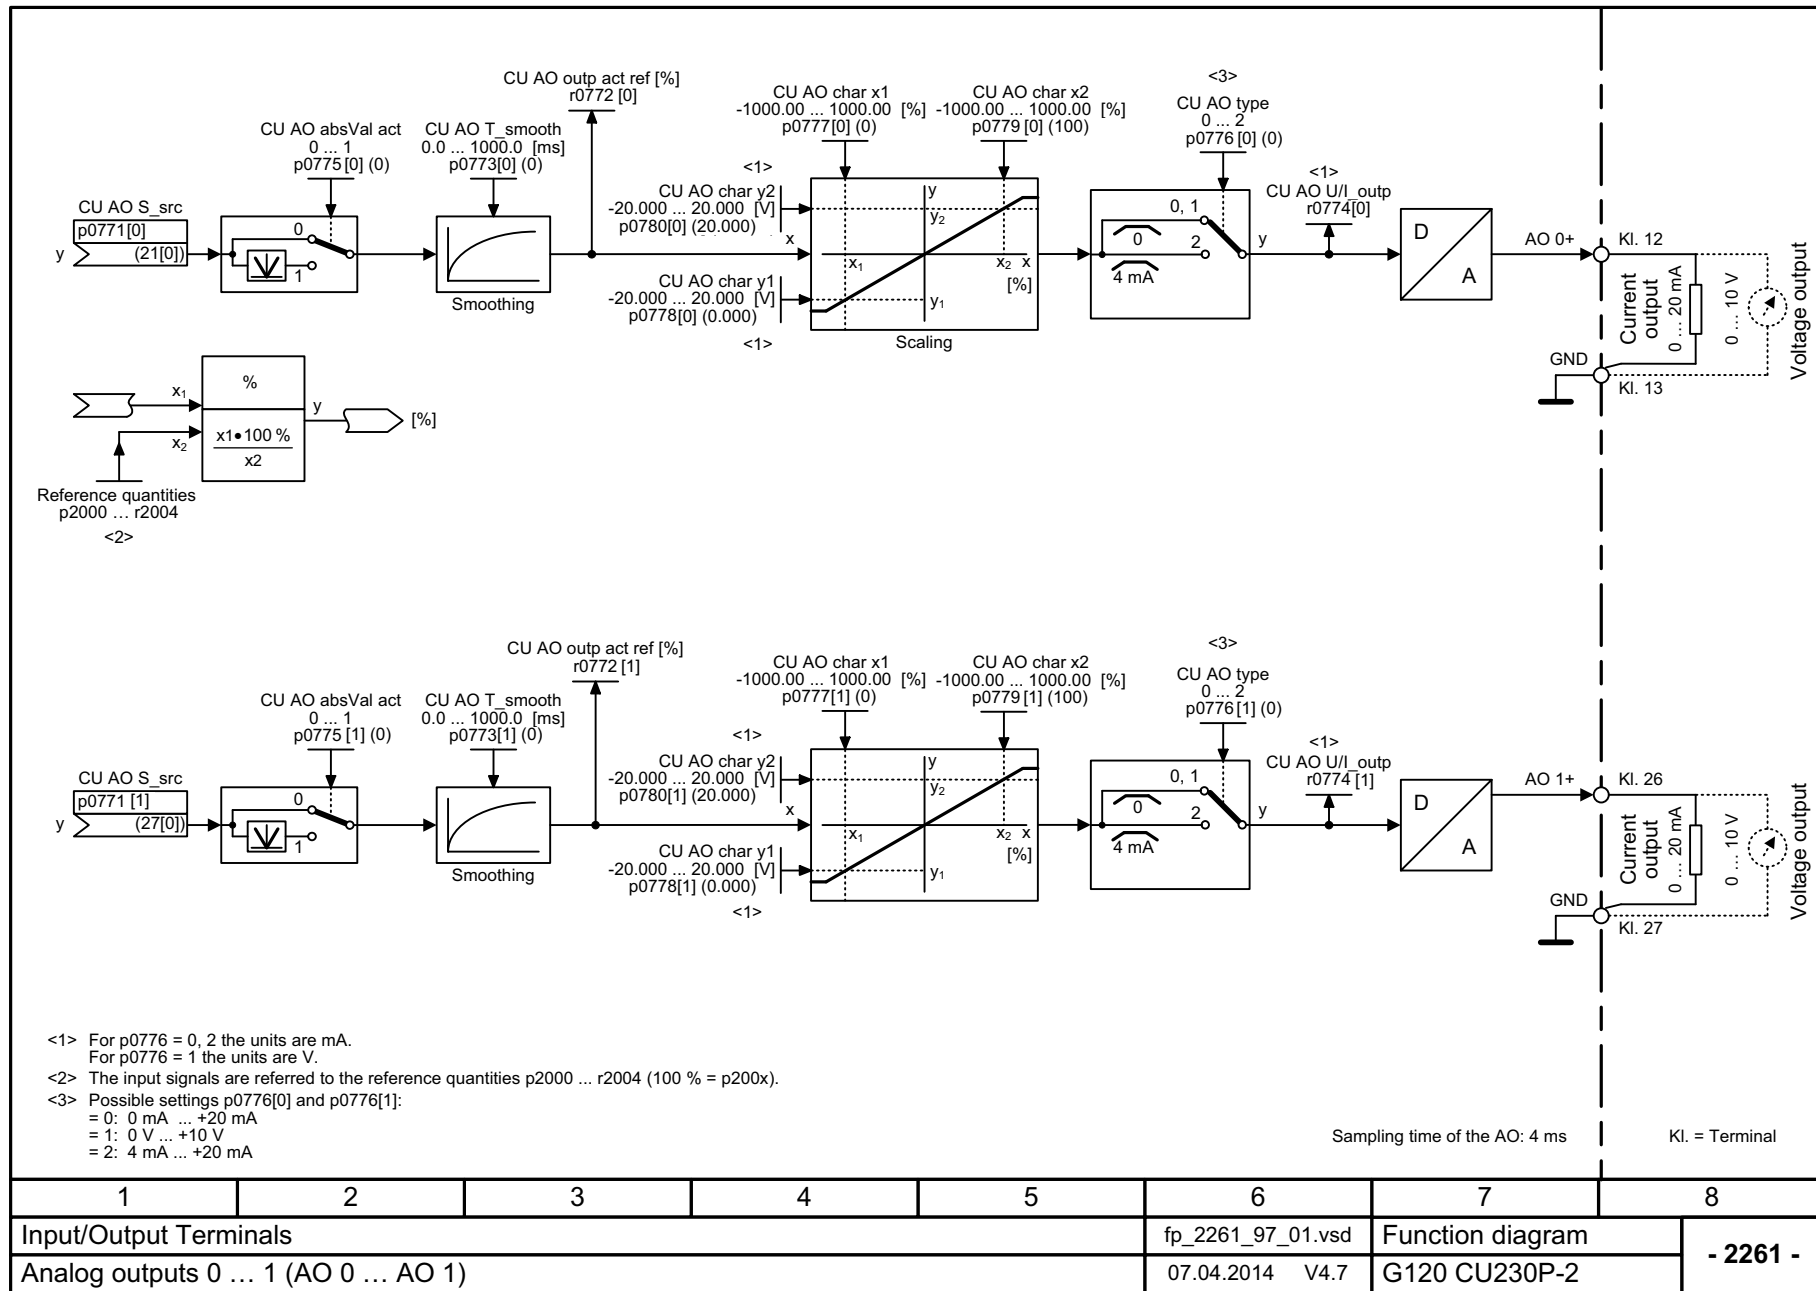 CU AO outp act ref [%]
r0772 [0]
CU AO char x1
-1000.00 ... 1000.00 [%]
p0777[0] (0)
CU AO char x2
-1000.00 ... 1000.00 [%]
p0779 [0] (100)
<3>
CU AO type
0 ... 2
p0776 [0] (0)
CU AO absVal act
0 ... 1
p0775 [0] (0)
CU AO T_smooth
0.0 ... 1000.0 [ms]
p0773[0] (0)
<1>
CU AO char y2
-20.000 ... 20.000 [V]
p0780[0] (20.000)
<1>
CU AO U/I_outp
r0774[0]
CU AO S_src
p0771[0]
(21[0])
y
0
1
Smoothing
x
y
y2
x1
x2 x
[%]
y1
CU AO char y1
-20.000 ... 20.000 [V]
p0778[0] (0.000)
<1>
Scaling
0, 1
0
2
4 mA
y
D
A
AO 0+
Kl. 12
Current output
0 ... 20 mA
0 ... 10 V
Voltage output
GND
Kl. 13
x1
x2
%
x1•100 %
x2
y
[%]
Reference quantities
p2000 ... r2004
<2>
CU AO outp act ref [%]
r0772 [1]
CU AO char x1
-1000.00 ... 1000.00 [%]
p0777[1] (0)
CU AO char x2
-1000.00 ... 1000.00 [%]
p0779 [1] (100)
<3>
CU AO type
0 ... 2
p0776 [1] (0)
CU AO absVal act
0 ... 1
p0775 [1] (0)
CU AO T_smooth
0.0 ... 1000.0 [ms]
p0773[1] (0)
<1>
CU AO char y2
-20.000 ... 20.000 [V]
p0780[1] (20.000)
<1>
CU AO U/I_outp
r0774 [1]
CU AO S_src
p0771 [1]
(27[0])
y
0
1
Smoothing
x
y
y2
x1
x2 x
[%]
y1
CU AO char y1
-20.000 ... 20.000 [V]
p0778[1] (0.000)
<1>
0, 1
0
2
4 mA
y
D
A
AO 1+
Kl. 26
Current output
0 ... 20 mA
0 ... 10 V
Voltage output
GND
Kl. 27
<1> For p0776 = 0, 2 the units are mA.
For p0776 = 1 the units are V.
<2> The input signals are referred to the reference quantities p2000 ... r2004 (100 % = p200x).
<3> Possible settings p0776[0] and p0776[1]:
= 0: 0 mA ... +20 mA
= 1: 0 V ... +10 V
= 2: 4 mA ... +20 mA
Sampling time of the AO: 4 ms
Kl. = Terminal
1 2 3 4 5 6 7 8
Input/Output Terminals
fp_2261_97_01.vsd
Function diagram
- 2261 -
Analog outputs 0 ... 1 (AO 0 ... AO 1)
07.04.2014 V4.7
G120 CU230P-2